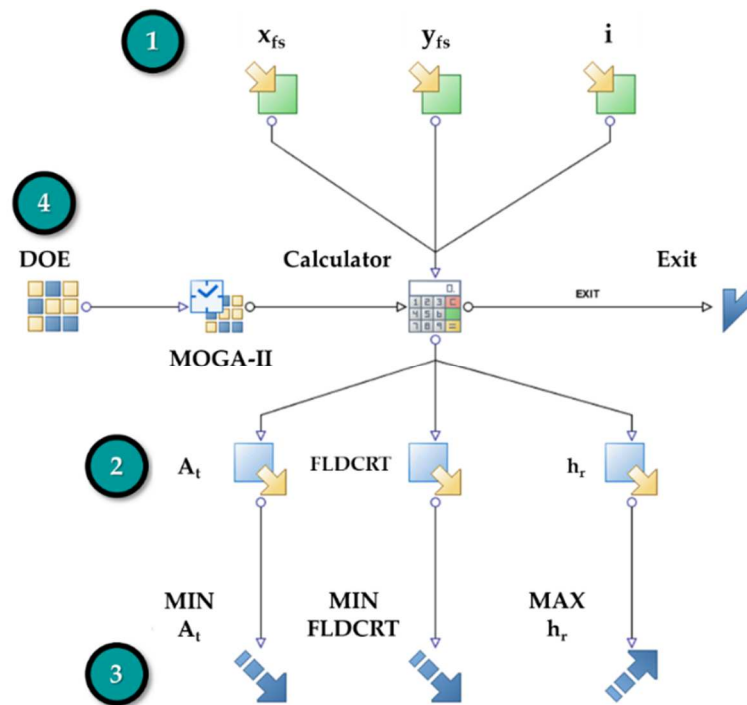 1
x_fs y_fs i
4
DOE Calculator Exit
EXIT
MOGA-II
2
A_t FLDCRT h_r
MIN MIN MAX
A_t FLDCRT h_r
3